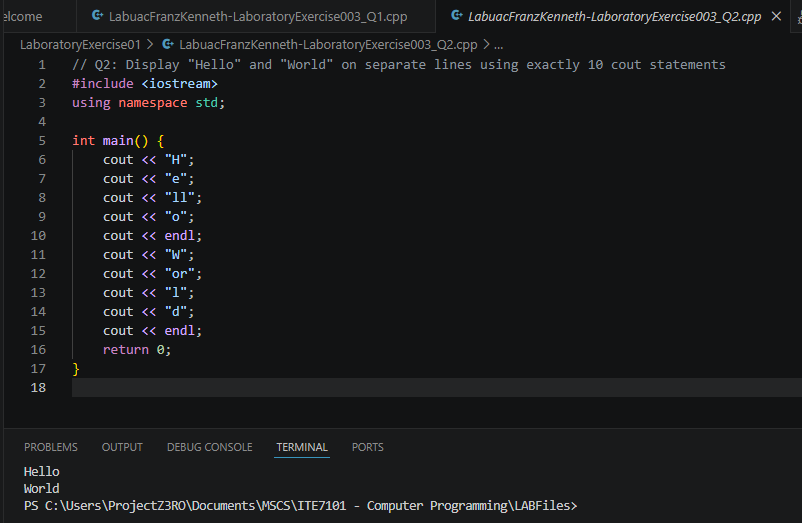 elcome LabuacFranzKenneth-LaboratoryExercise003_Q1.cpp LabuacFranzKenneth-LaboratoryExercise003_Q2.cpp
LaboratoryExercise01 > LabuacFranzKenneth-LaboratoryExercise003_Q2.cpp > ...
1 // Q2: Display "Hello" and "World" on separate lines using exactly 10 cout statements
2 #include <iostream>
3 using namespace std;
4
5 int main() {
6 cout << "H";
7 cout << "e";
8 cout << "ll";
9 cout << "o";
10 cout << endl;
11 cout << "W";
12 cout << "or";
13 cout << "l";
14 cout << "d";
15 cout << endl;
16 return 0;
17 }
18
PROBLEMS OUTPUT DEBUG CONSOLE TERMINAL PORTS
Hello
World
PS C:\Users\ProjectZ3RO\Documents\MSCS\ITE7101 - Computer Programming\LABFiles>